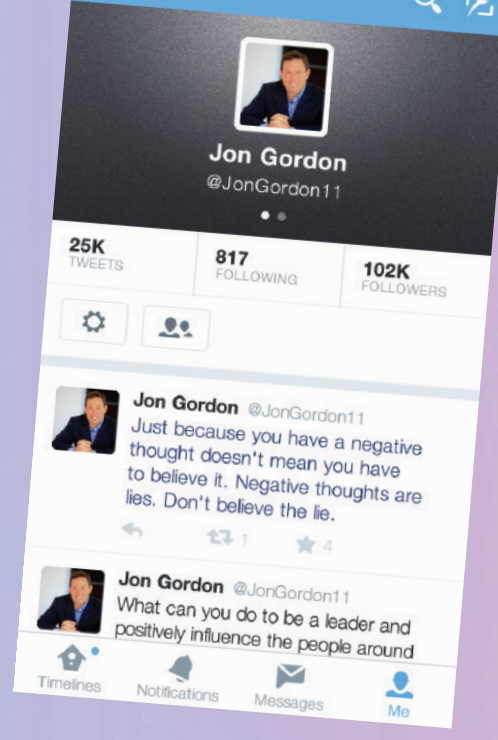 Jon Gordon
@JonGordon11
25K
TWEETS
817
FOLLOWING
102K
FOLLOWERS
Jon Gordon @JonGordon11
Just because you have a negative
thought doesn't mean you have
to believe it. Negative thoughts are
lies. Don't believe the lie.
1
4
Jon Gordon @JonGordon11
What can you do to be a leader and
positively influence the people around
Timelines
Notifications
Messages
Me